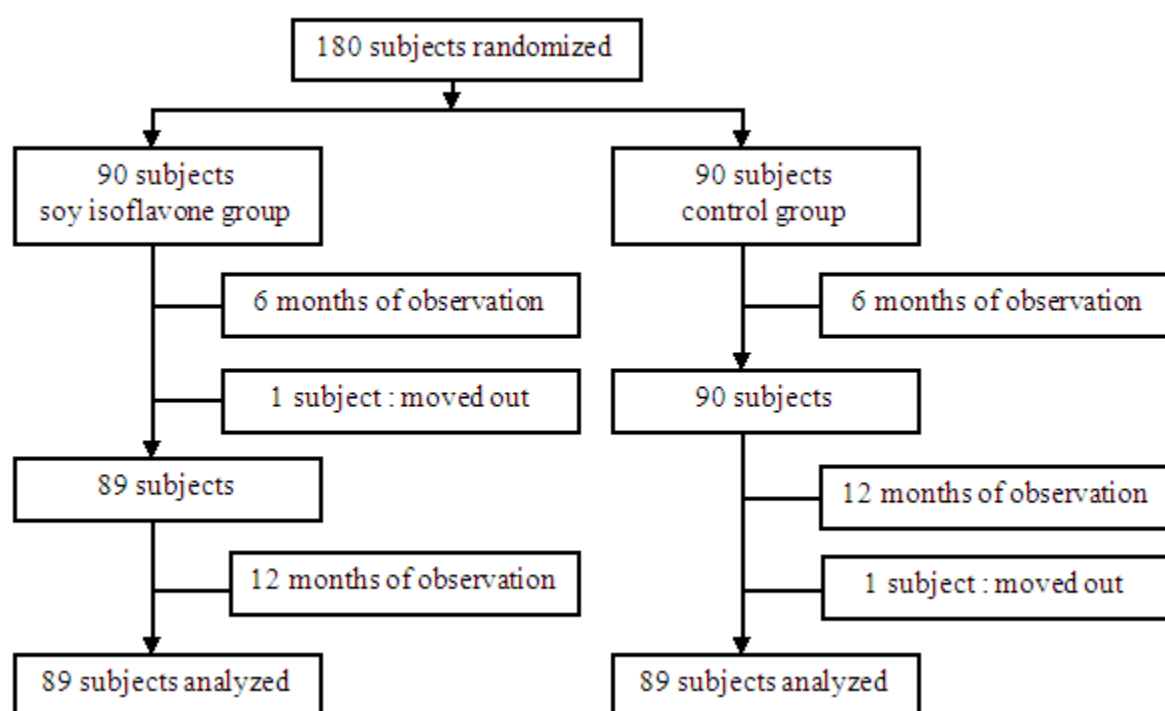 180 subjects randomized
90 subjects
soy isoflavone group
90 subjects
control group
6 months of observation
6 months of observation
1 subject : moved out
90 subjects
89 subjects
12 months of observation
12 months of observation
1 subject : moved out
89 subjects analyzed
89 subjects analyzed